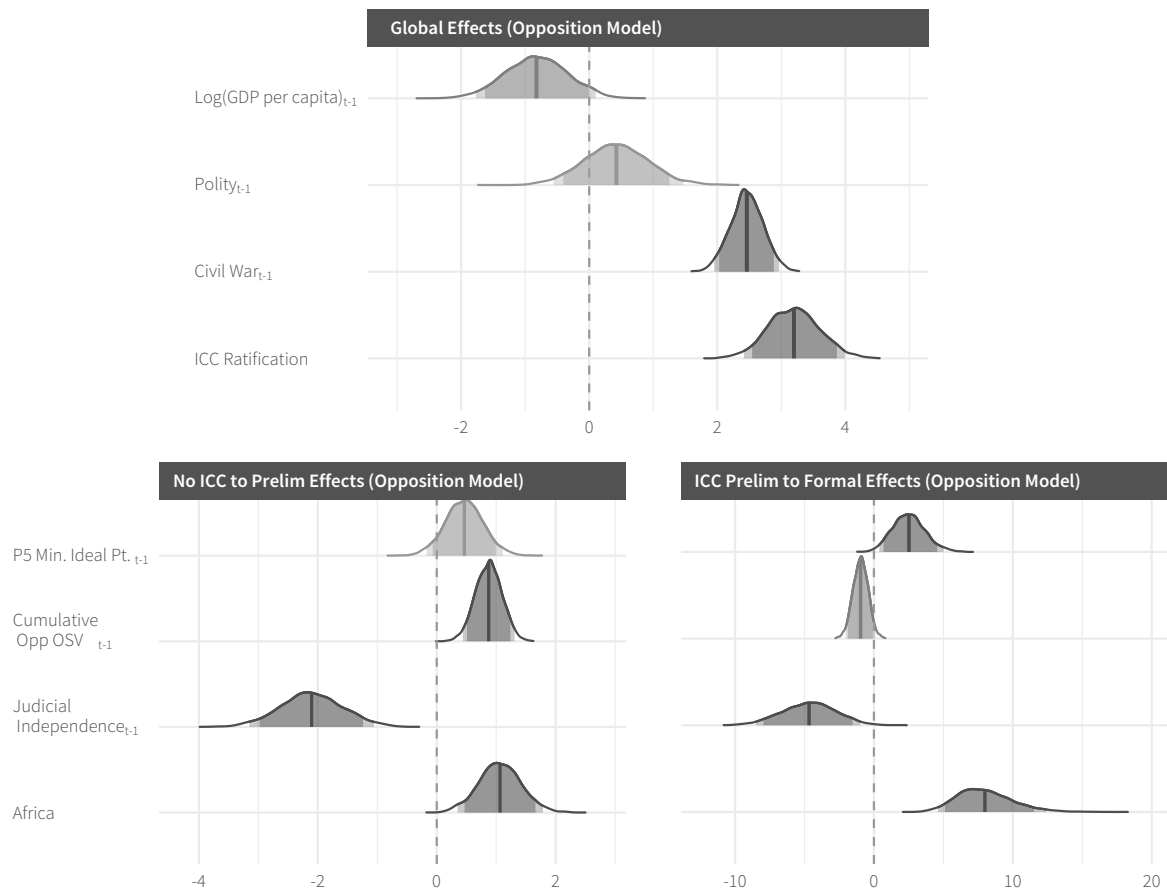 Global Effects (Opposition Model)
Log(GDP per capita)t-1
Polityt-1
Civil Wart-1
ICC Ratification
-2 0 2 4
No ICC to Prelim Effects (Opposition Model)
ICC Prelim to Formal Effects (Opposition Model)
P5 Min. Ideal Pt. t-1
Cumulative
Opp OSV t-1
Judicial
Independencet-1
Africa
-4 -2 0 2
-10 0 10 20